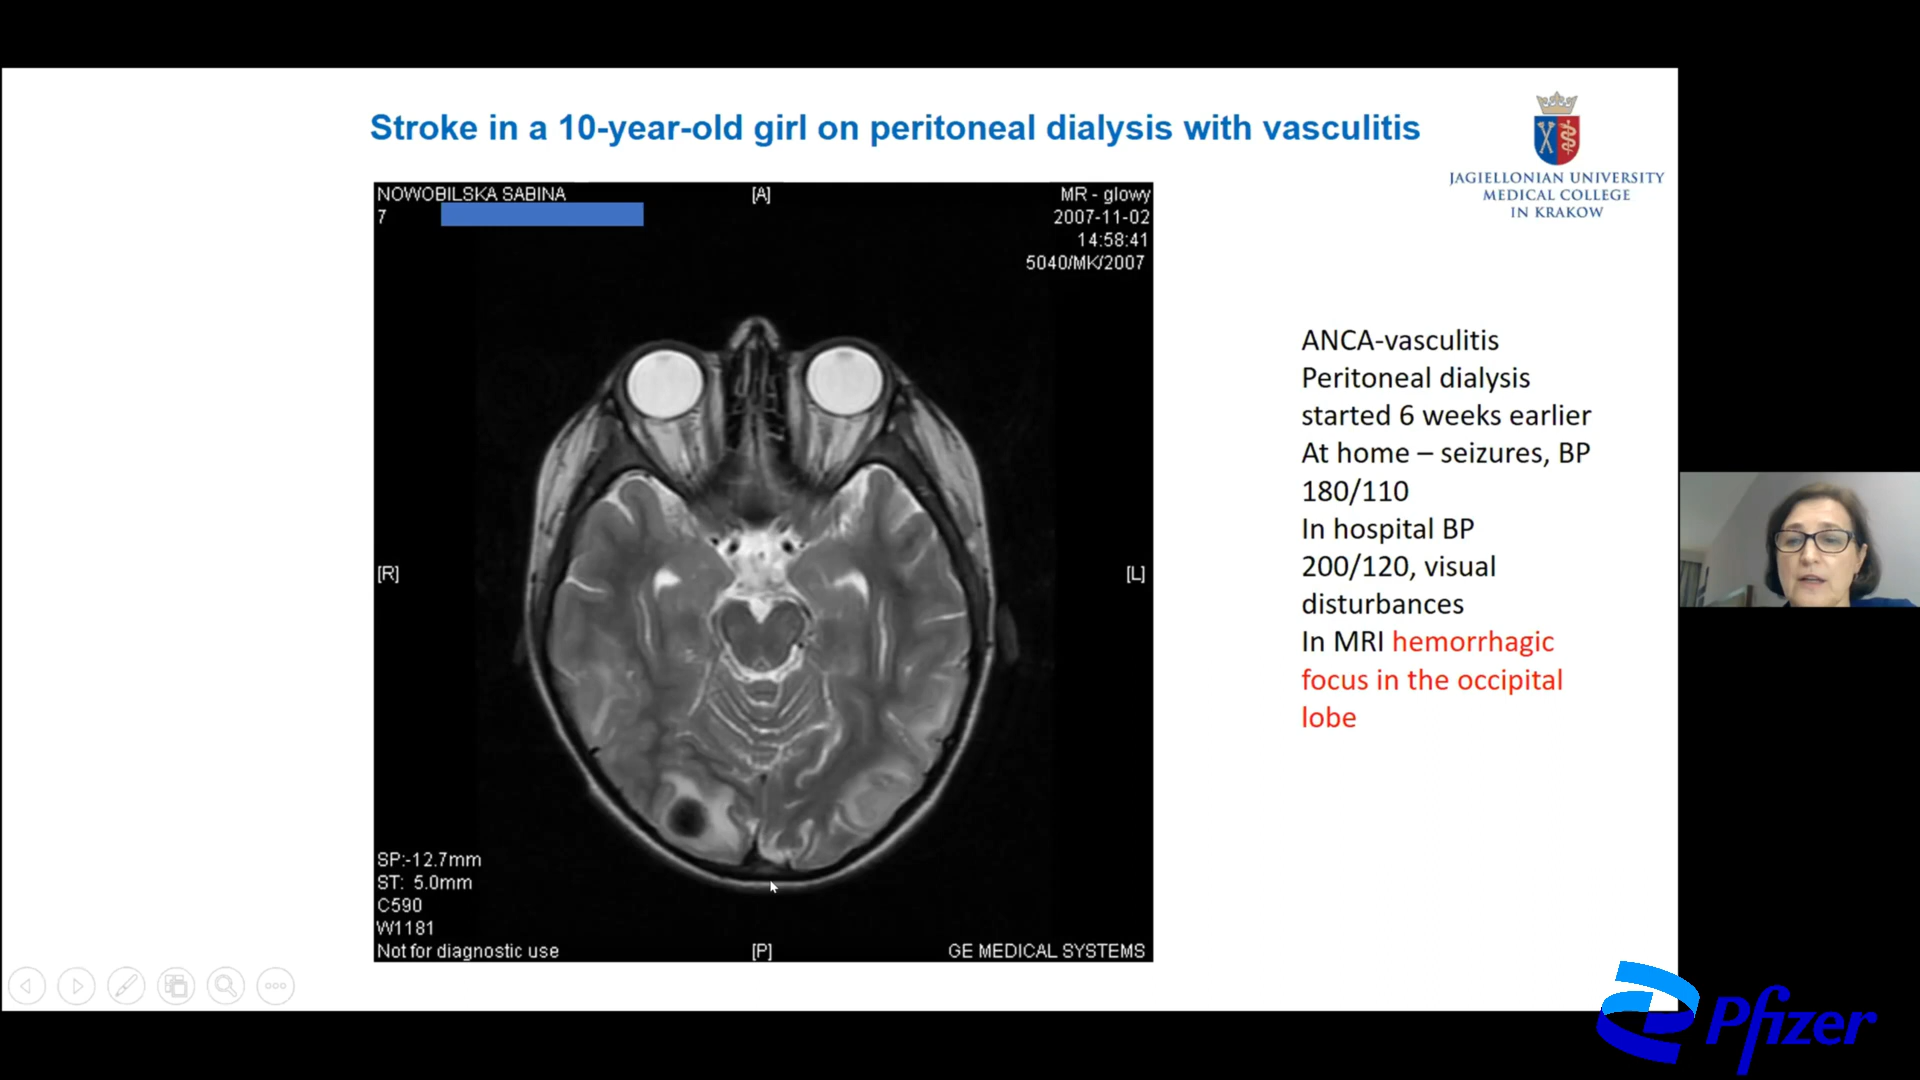 Stroke in a 10-year-old girl on peritoneal dialysis with vasculitis
JAGIELLONIAN UNIVERSITY
MEDICAL COLLEGE
IN KRAKOW
NOWOBILSKA SABINA
7
[A]
MR - glowy
2007-11-02
14:58:41
5040/MK/2007
[R]
[L]
SP:-12.7mm
ST: 5.0mm
C590
W1181
Not for diagnostic use
[P]
GE MEDICAL SYSTEMS
ANCA-vasculitis
Peritoneal dialysis
started 6 weeks earlier
At home – seizures, BP
180/110
In hospital BP
200/120, visual
disturbances
In MRI hemorrhagic
focus in the occipital
lobe
Pfizer